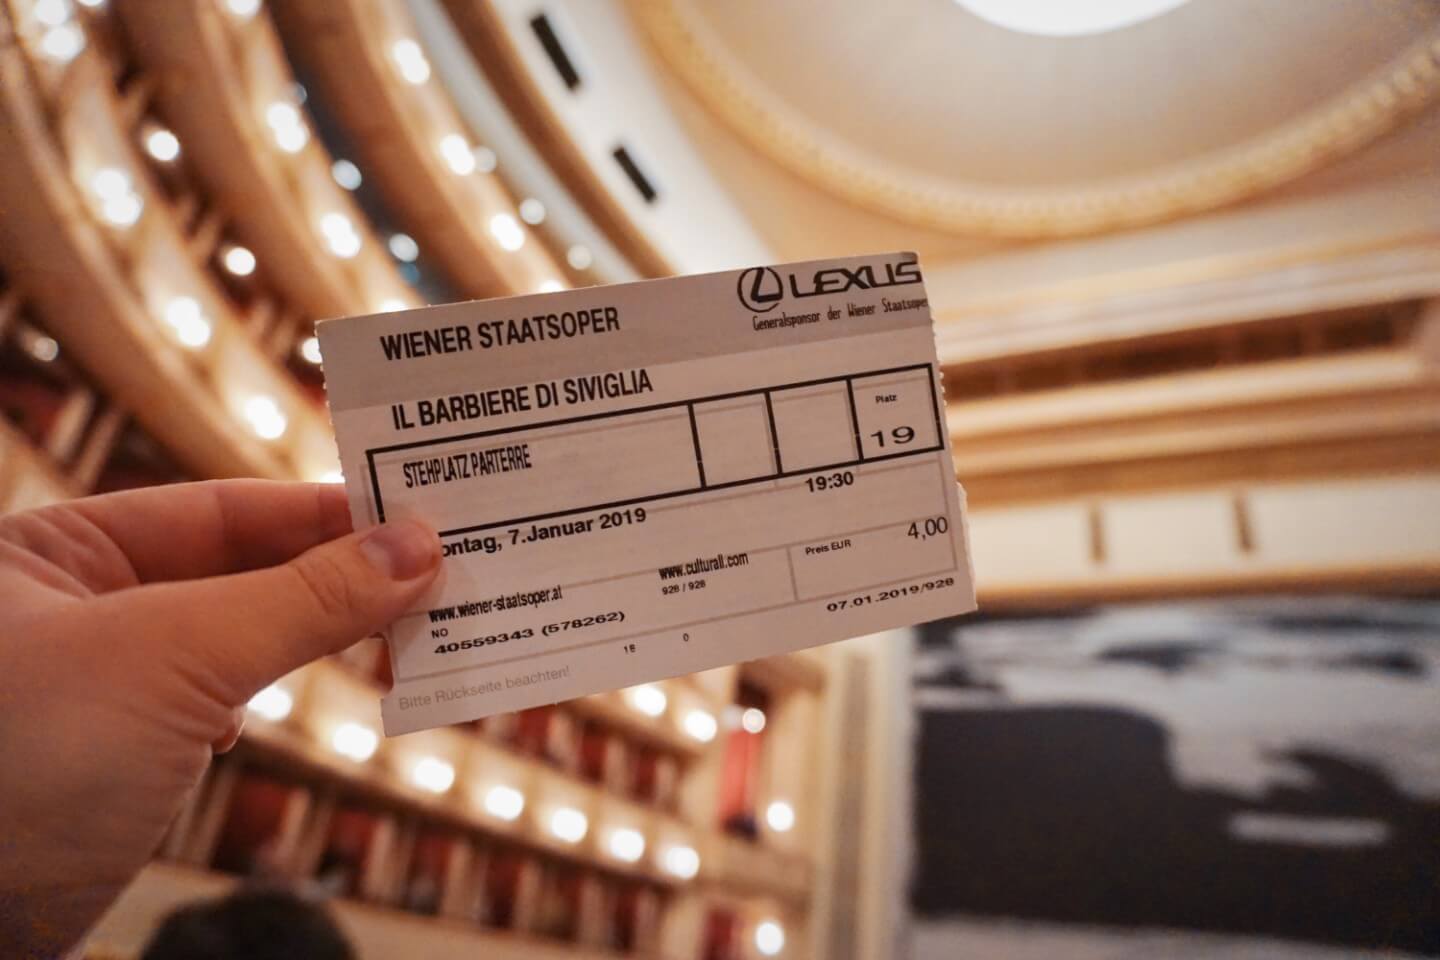 LEXUS
WIENER STAATSOPER
Generalsponsor der Wiener Staatsoper
IL BARBIERE DI SIVIGLIA
Platz
STEHPLATZ PARTERRE
19
ontag, 7.Januar 2019
19:30
www.wiener-staatsoper.at
www.culturall.com
Preis EUR
4,00
NO
928 / 928
40559343 (578262)
07.01.2019/928
18
0
Bitte Rückseite beachten!